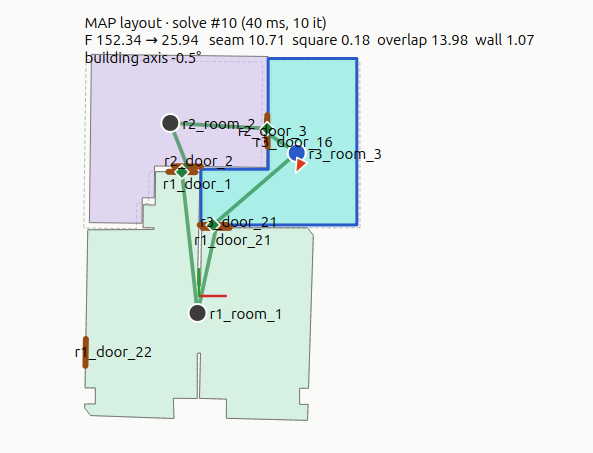 MAP layout · solve #10 (40 ms, 10 it)
F 152.34 → 25.94 seam 10.71 square 0.18 overlap 13.98 wall 1.07
building axis -0.5°
r2_room_2
r2_door_3
r3_door_16
r3_room_3
r2_door_2
r1_door_1
r3_door_21
r1_door_21
r1_room_1
r1_door_22